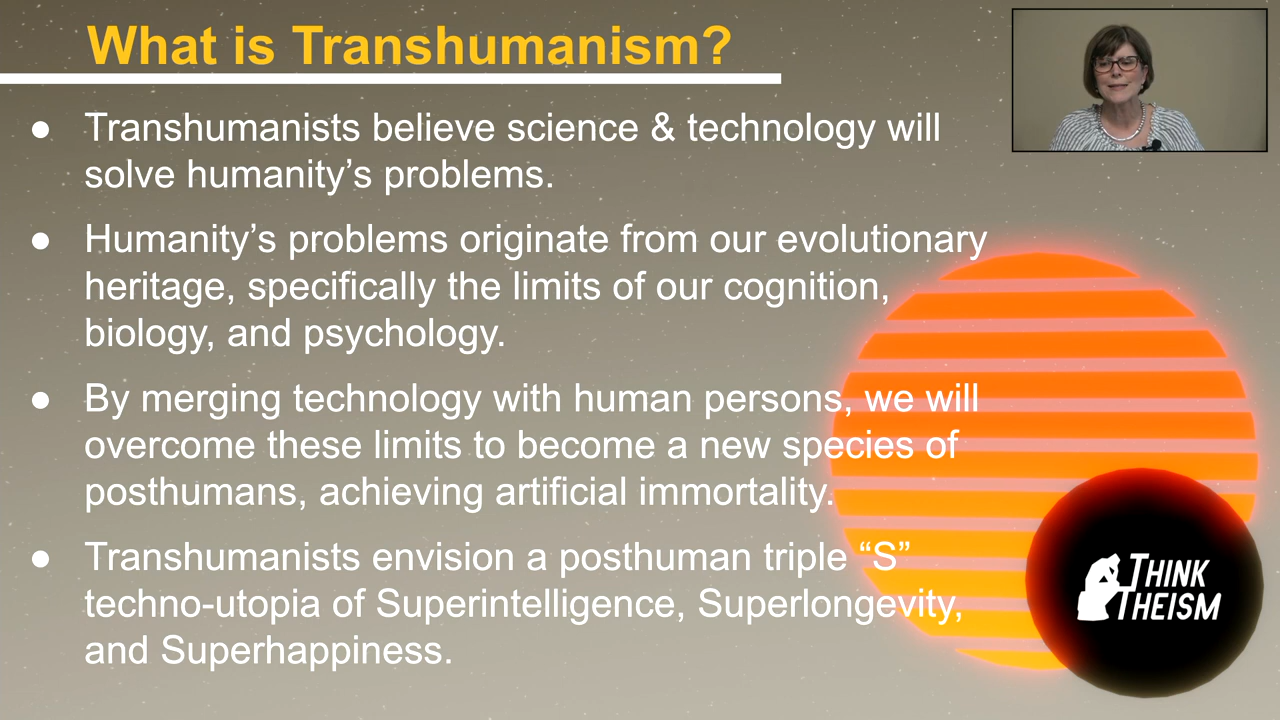 What is Transhumanism?
● Transhumanists believe science & technology will
solve humanity’s problems.
● Humanity’s problems originate from our evolutionary
heritage, specifically the limits of our cognition,
biology, and psychology.
● By merging technology with human persons, we will
overcome these limits to become a new species of
posthumans, achieving artificial immortality.
● Transhumanists envision a posthuman triple “S”
techno-utopia of Superintelligence, Superlongevity,
and Superhappiness.
THINK
THEISM